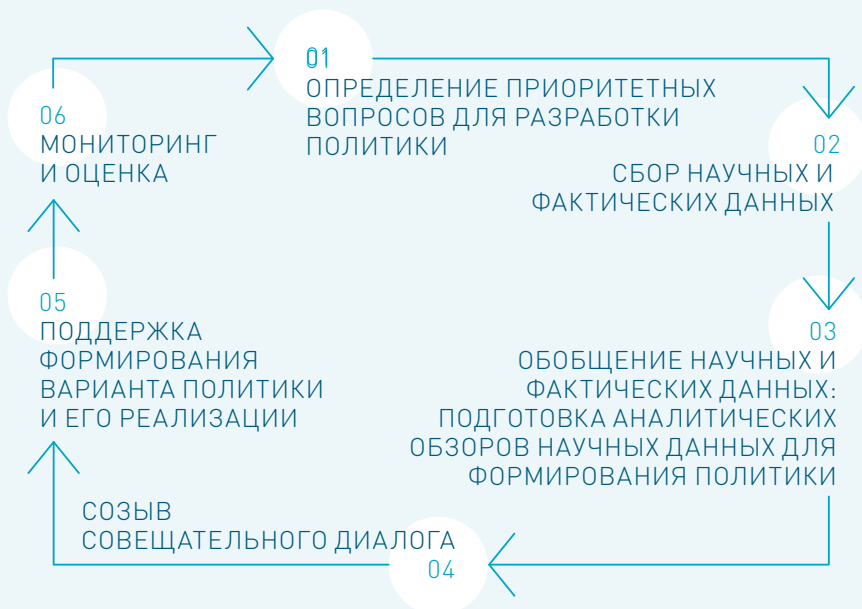 01
ОПРЕДЕЛЕНИЕ ПРИОРИТЕТНЫХ
ВОПРОСОВ ДЛЯ РАЗРАБОТКИ
ПОЛИТИКИ
02
СБОР НАУЧНЫХ И
ФАКТИЧЕСКИХ ДАННЫХ
03
ОБОБЩЕНИЕ НАУЧНЫХ И
ФАКТИЧЕСКИХ ДАННЫХ:
ПОДГОТОВКА АНАЛИТИЧЕСКИХ
ОБЗОРОВ НАУЧНЫХ ДАННЫХ ДЛЯ
ФОРМИРОВАНИЯ ПОЛИТИКИ
СОЗЫВ
СОВЕЩАТЕЛЬНОГО ДИАЛОГА
04
05
ПОДДЕРЖКА
ФОРМИРОВАНИЯ
ВАРИАНТА ПОЛИТИКИ
И ЕГО РЕАЛИЗАЦИИ
06
МОНИТОРИНГ
И ОЦЕНКА